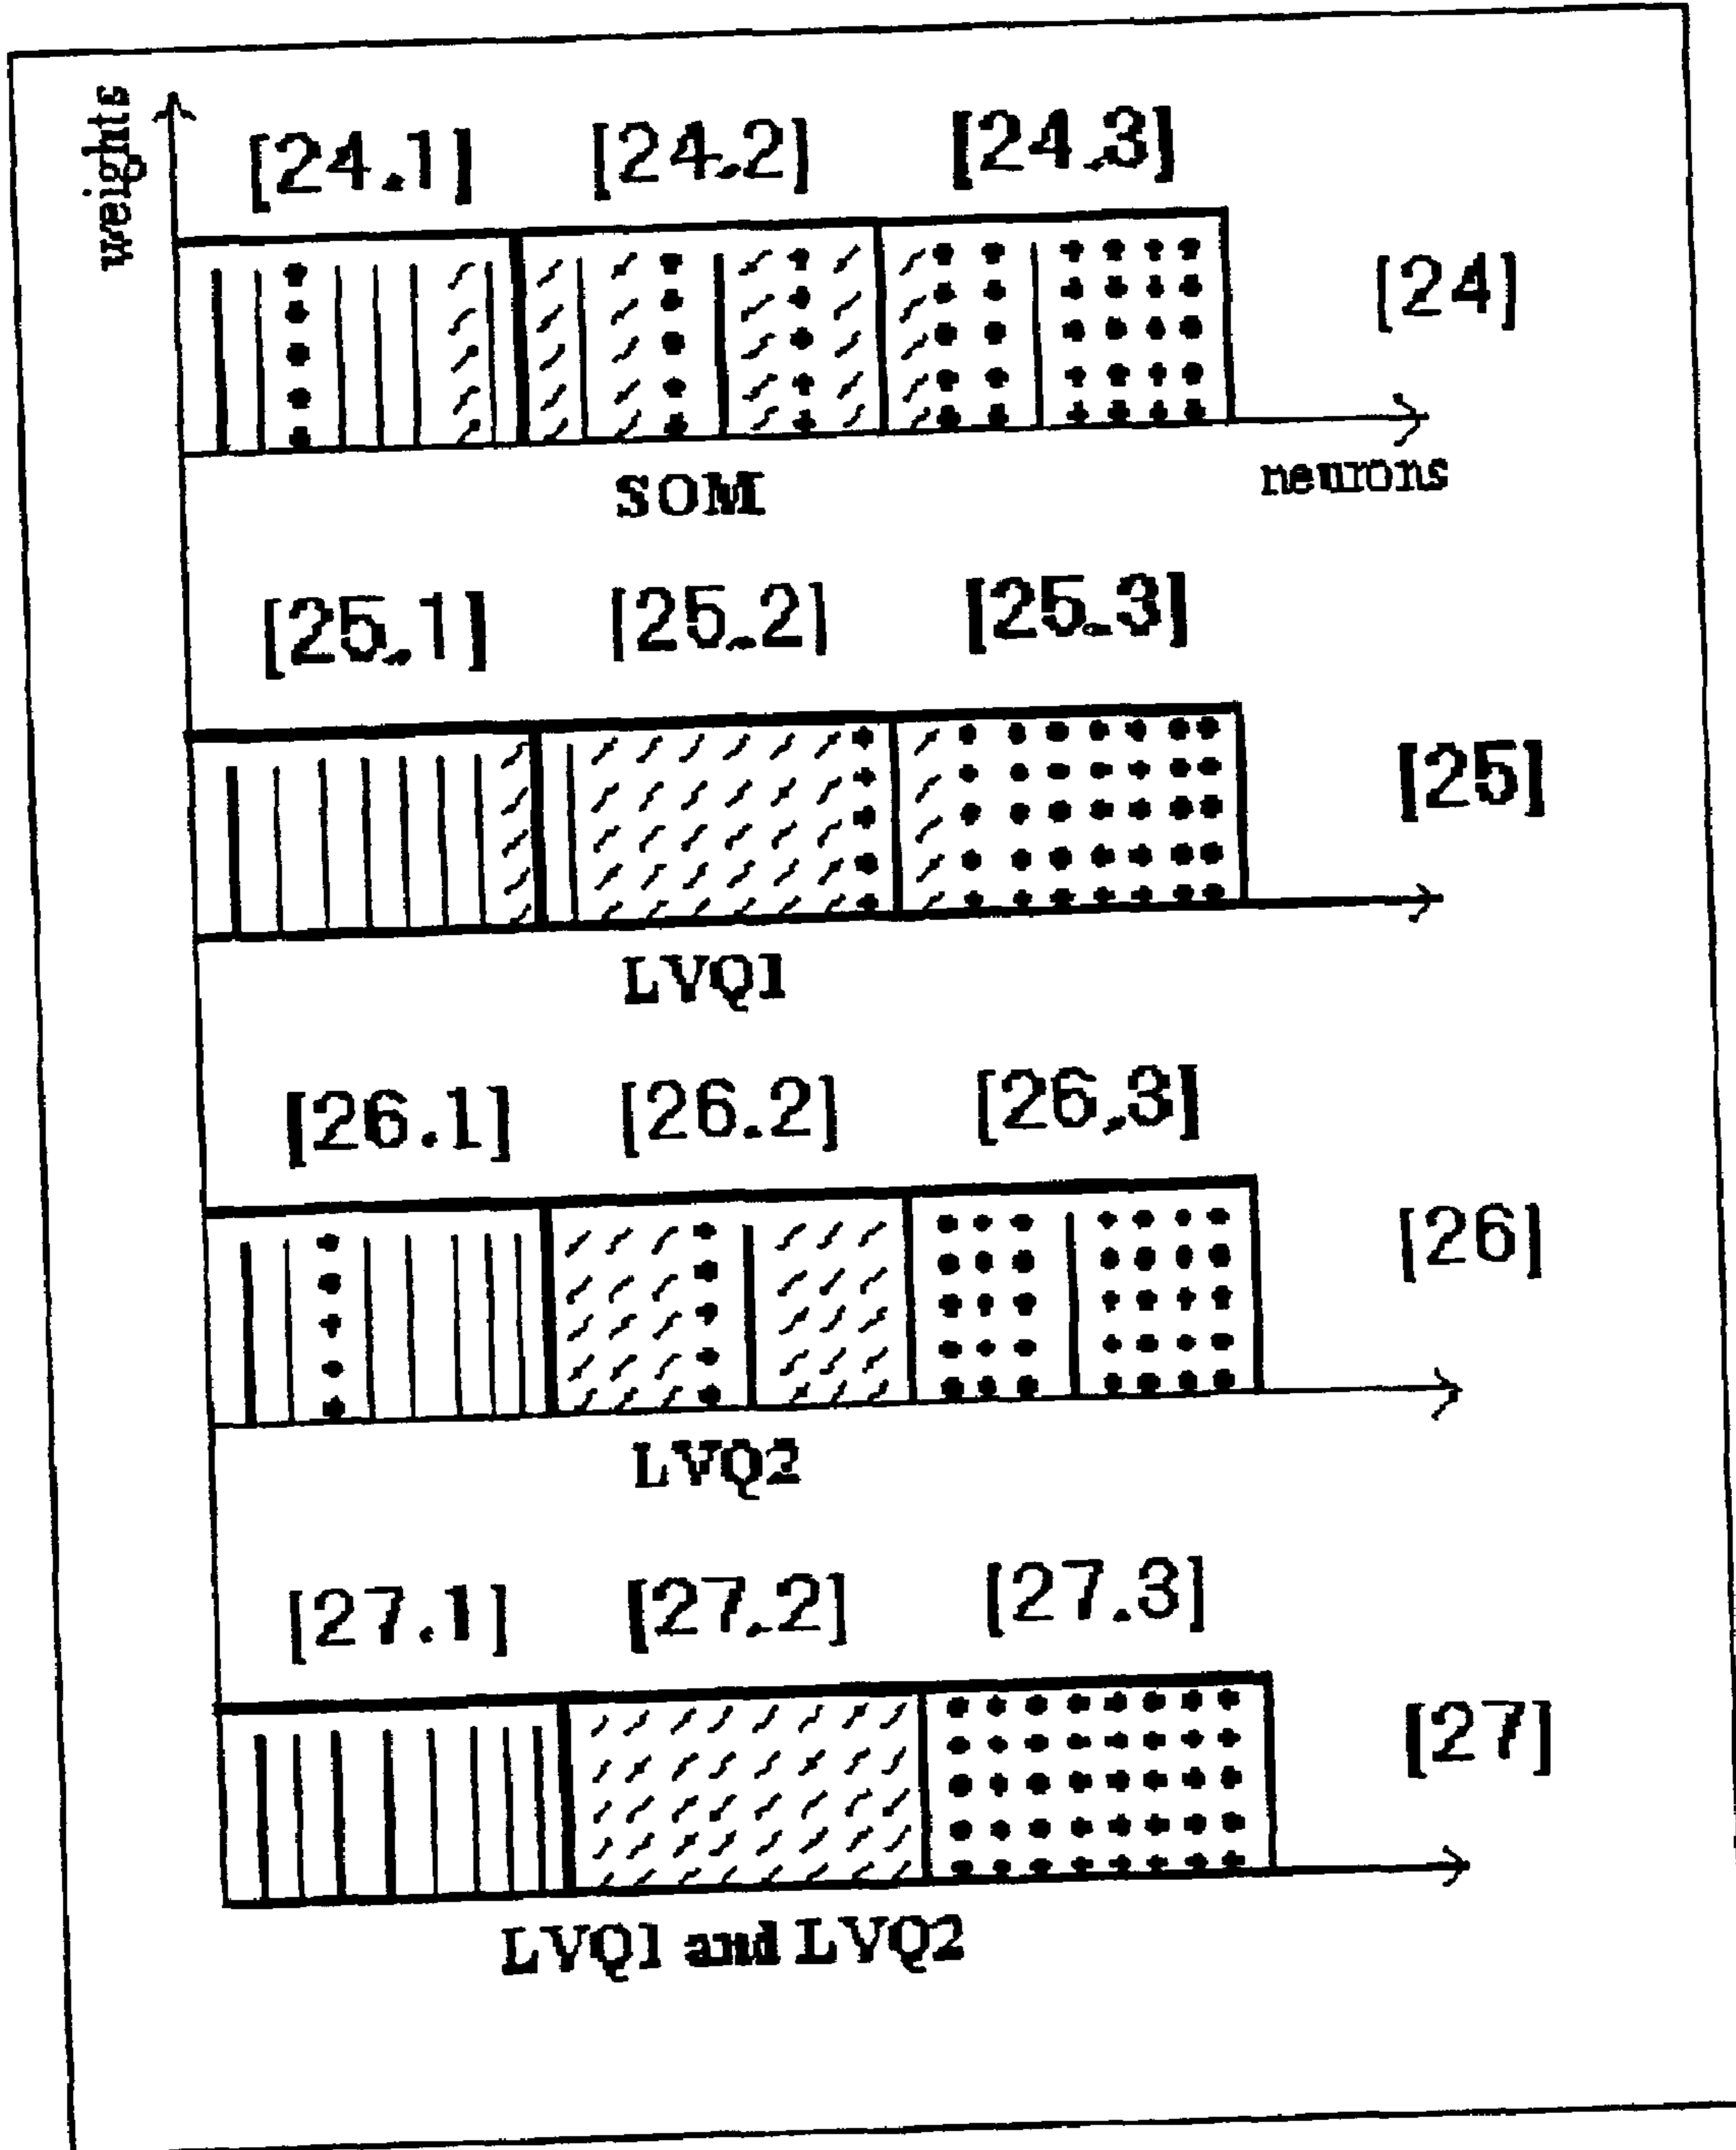 weights
[24.1] [24.2] [24.3]
[24]
neurons
SOM
[25.1] [25.2] [25.3]
[25]
LVQ1
[26.1] [26.2] [26.3]
[26]
LVQ2
[27.1] [27.2] [27.3]
[27]
LVQ1 and LVQ2